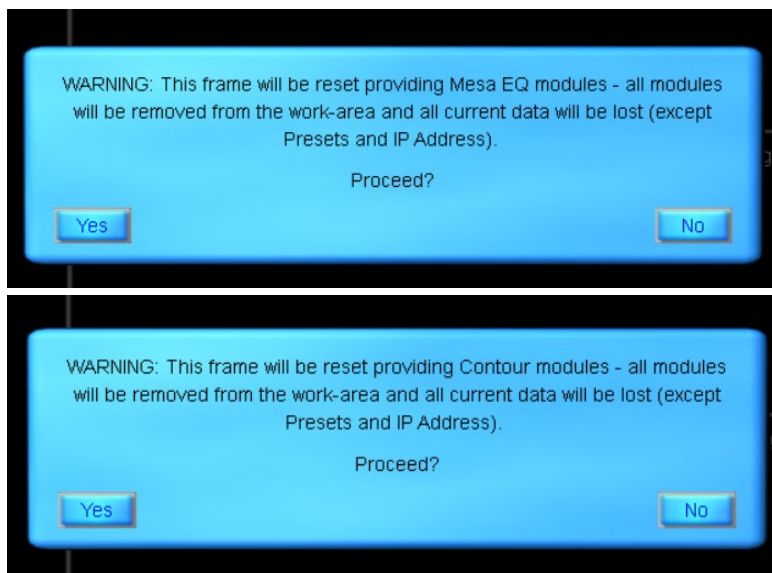 WARNING: This frame will be reset providing Mesa EQ modules - all modules
will be removed from the work-area and all current data will be lost (except
Presets and IP Address).
Proceed?
Yes
No
WARNING: This frame will be reset providing Contour modules - all modules
will be removed from the work-area and all current data will be lost (except
Presets and IP Address).
Proceed?
Yes
No